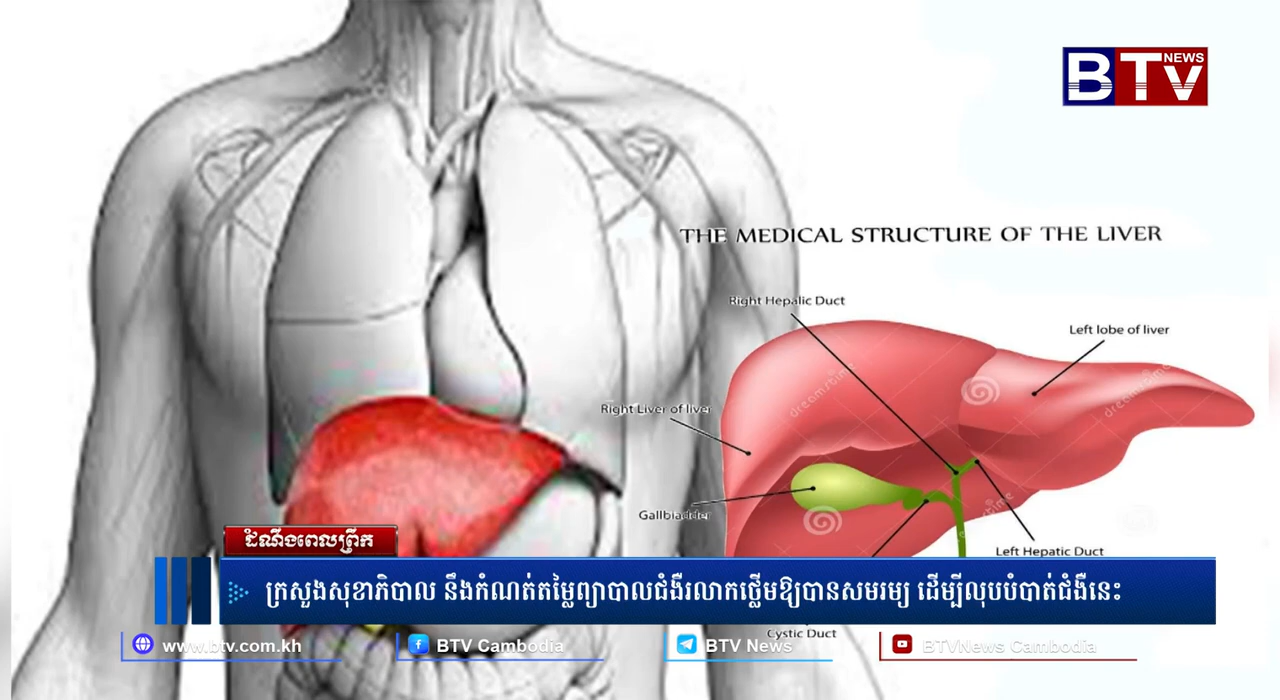 BTV NEWS
THE MEDICAL STRUCTURE OF THE LIVER
Right Hepalic Duct
Left lobe of liver
Right Liver of liver
dreamstime
dreamstime
Gallbladder
dreamstime
Left Hepatic Duct
ដំណឹងពេលព្រឹក
ក្រសួងសុខាភិបាល នឹងកំណត់តម្លៃព្យាបាលជំងឺរលាកថ្លើមឱ្យបានសមរម្យ ដើម្បីលុបបំបាត់ជំងឺនេះ
Cystic Duct
www.btv.com.kh
BTV Cambodia
BTV News
BTVNews Cambodia